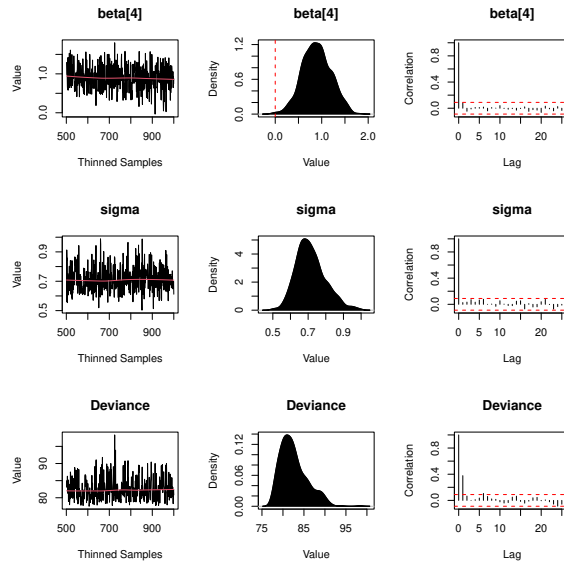 beta[4] beta[4] beta[4]
Value 0.0 1.0 500 700 900 Thinned Samples
Density 0.0 0.6 1.2 0.0 1.0 2.0 Value
Correlation 0.0 0.4 0.8 0 5 10 20 Lag
sigma sigma sigma
Value 0.5 0.7 0.9 500 700 900 Thinned Samples
Density 0 2 4 0.5 0.7 0.9 Value
Correlation 0.0 0.4 0.8 0 5 10 20 Lag
Deviance Deviance Deviance
Value 80 90 500 700 900 Thinned Samples
Density 0.00 0.06 0.12 75 85 95 Value
Correlation 0.0 0.4 0.8 0 5 10 20 Lag